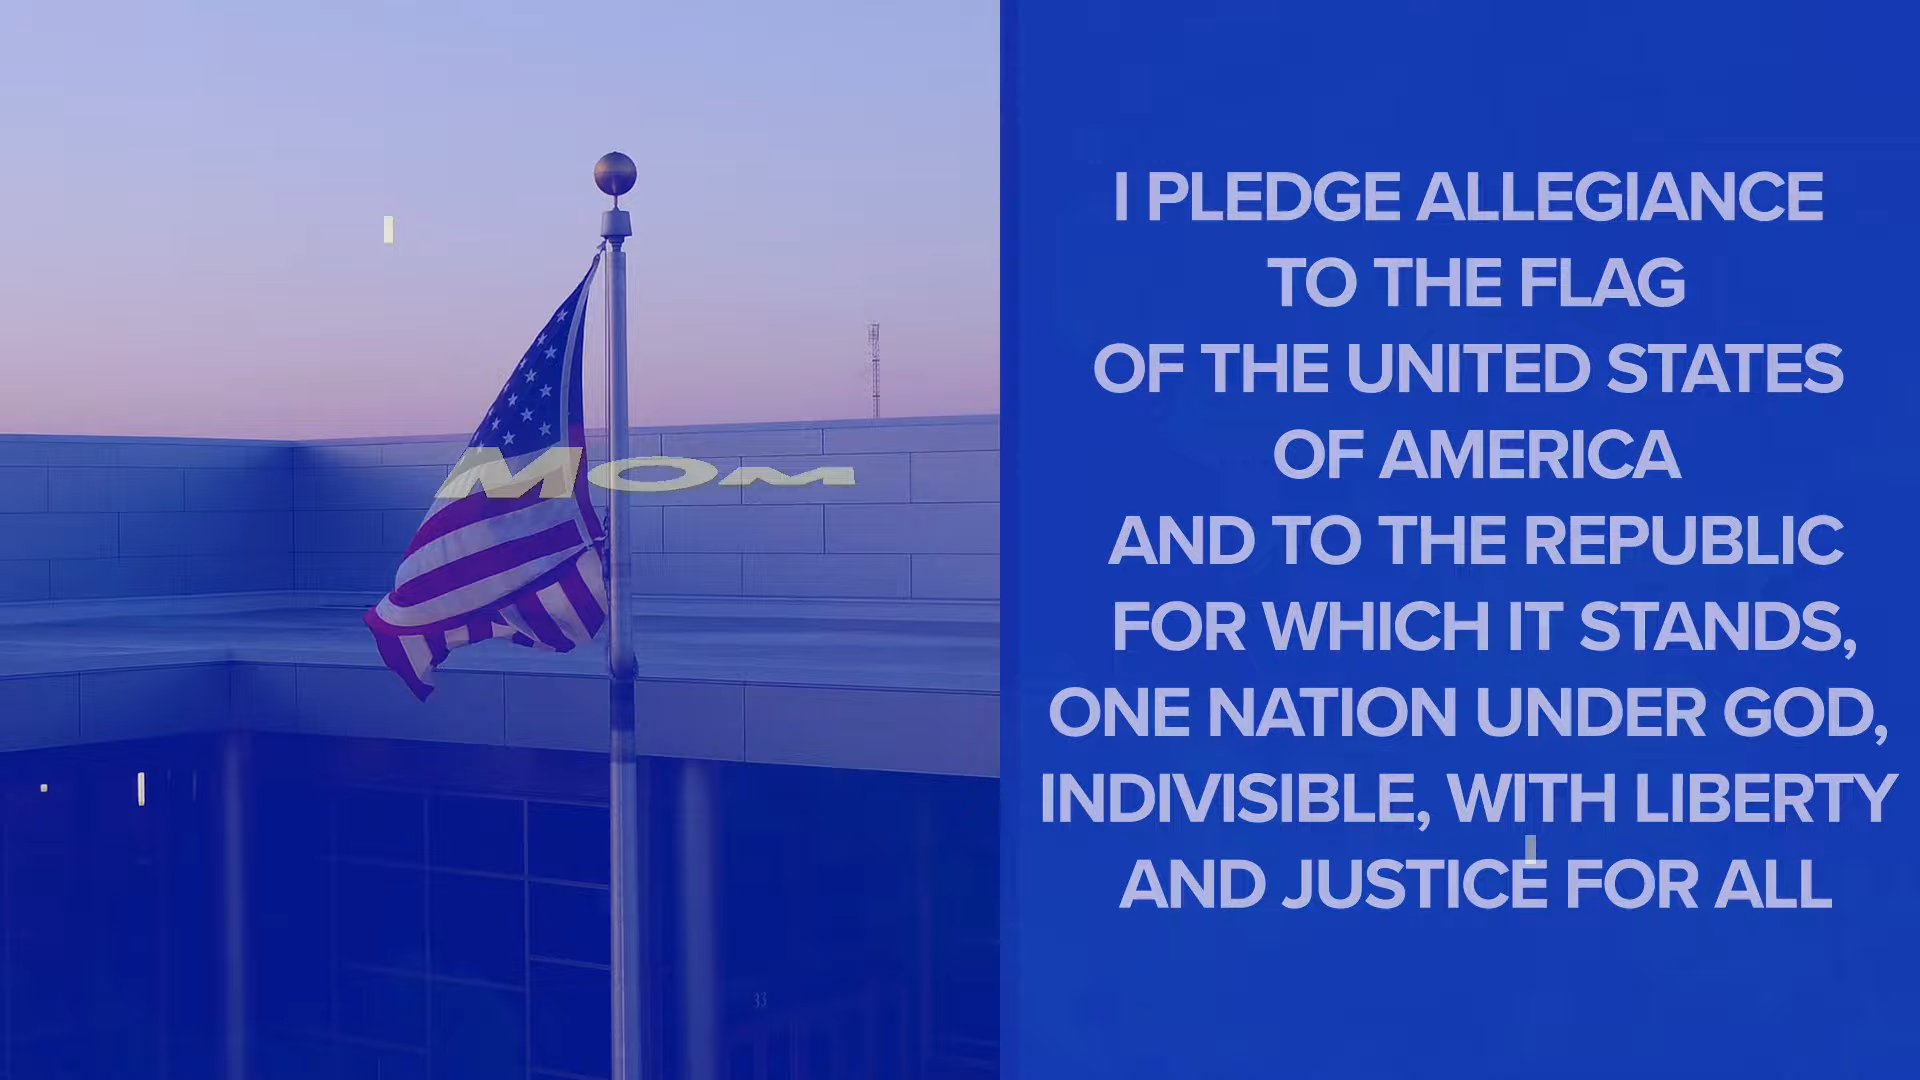 MOM
I PLEDGE ALLEGIANCE
TO THE FLAG
OF THE UNITED STATES
OF AMERICA
AND TO THE REPUBLIC
FOR WHICH IT STANDS,
ONE NATION UNDER GOD,
INDIVISIBLE, WITH LIBERTY
AND JUSTICE FOR ALL
33